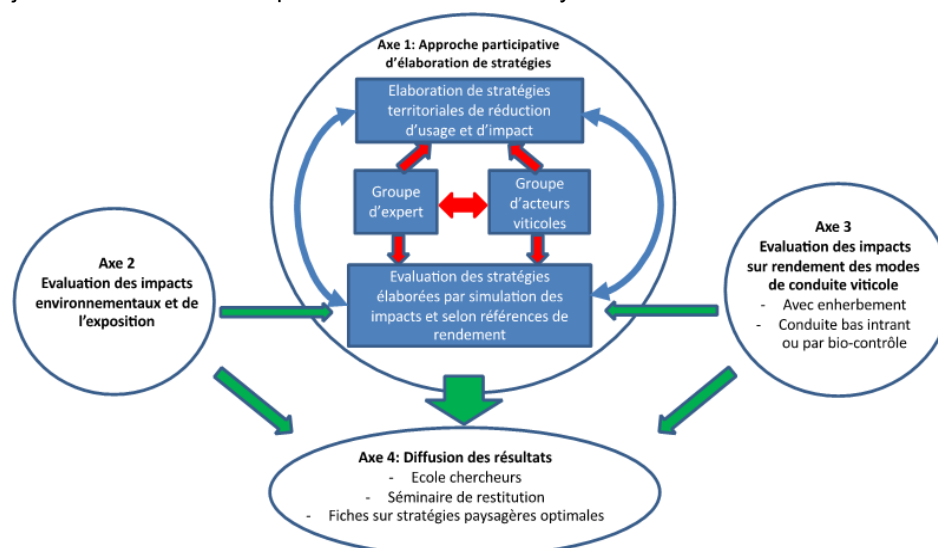 Axe 1: Approche participative
d'élaboration de stratégies
Elaboration de stratégies
territoriales de réduction
d'usage et d'impact
Groupe
d'expert
Groupe
d'acteurs
viticoles
Evaluation des stratégies
élaborées par simulation des
impacts et selon références de
rendement
Axe 2
Evaluation des impacts
environnementaux et de
l'exposition
Axe 3
Evaluation des impacts
sur rendement des modes
de conduite viticole
- Avec enherbement
- Conduite bas intrant
ou par bio-contrôle
Axe 4: Diffusion des résultats
- Ecole chercheurs
- Séminaire de restitution
- Fiches sur stratégies paysagères optimales